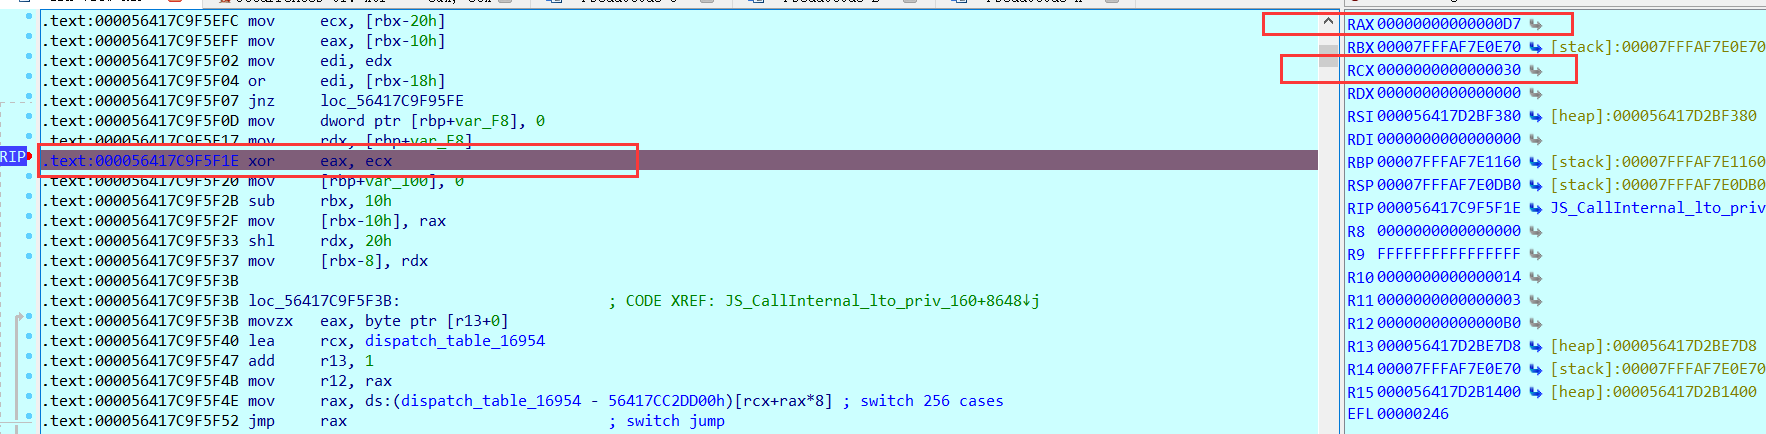 .text:000056417C9F5EFC mov ecx, [rbx-20h]
.text:000056417C9F5EFF mov eax, [rbx-10h]
.text:000056417C9F5F02 mov edi, edx
.text:000056417C9F5F04 or edi, [rbx-18h]
.text:000056417C9F5F07 jnz loc_56417C9F95FE
.text:000056417C9F5F0D mov dword ptr [rbp+var_F8], 0
.text:000056417C9F5F17 mov rdx, [rbp+var_F8]
RIP .text:000056417C9F5F1E xor eax, ecx
.text:000056417C9F5F20 mov [rbp+var_100], 0
.text:000056417C9F5F2B sub rbx, 10h
.text:000056417C9F5F2F mov [rbx-10h], rax
.text:000056417C9F5F33 shl rdx, 20h
.text:000056417C9F5F37 mov [rbx-8], rdx
.text:000056417C9F5F3B
.text:000056417C9F5F3B loc_56417C9F5F3B: ; CODE XREF: JS_CallInternal_lto_priv_160+8648↓j
.text:000056417C9F5F3B movzx eax, byte ptr [r13+0]
.text:000056417C9F5F40 lea rcx, dispatch_table_16954
.text:000056417C9F5F47 add r13, 1
.text:000056417C9F5F4B mov r12, rax
.text:000056417C9F5F4E mov rax, ds:(dispatch_table_16954 - 56417CC2DD00h)[rcx+rax*8] ; switch 256 cases
.text:000056417C9F5F52 jmp rax ; switch jump
RAX 00000000000000D7
RBX 00007FFFAF7E0E70 [stack]:00007FFFAF7E0E70
RCX 0000000000000030
RDX 0000000000000000
RSI 000056417D2BF380 [heap]:000056417D2BF380
RDI 0000000000000000
RBP 00007FFFAF7E1160 [stack]:00007FFFAF7E1160
RSP 00007FFFAF7E0DB0 [stack]:00007FFFAF7E0DB0
RIP 000056417C9F5F1E JS_CallInternal_lto_priv
R8 0000000000000000
R9 FFFFFFFFFFFFFFFF
R10 0000000000000014
R11 0000000000000003
R12 00000000000000B0
R13 000056417D2BE7D8 [heap]:000056417D2BE7D8
R14 00007FFFAF7E0E70 [stack]:00007FFFAF7E0E70
R15 000056417D2B1400 [heap]:000056417D2B1400
EFL 00000246